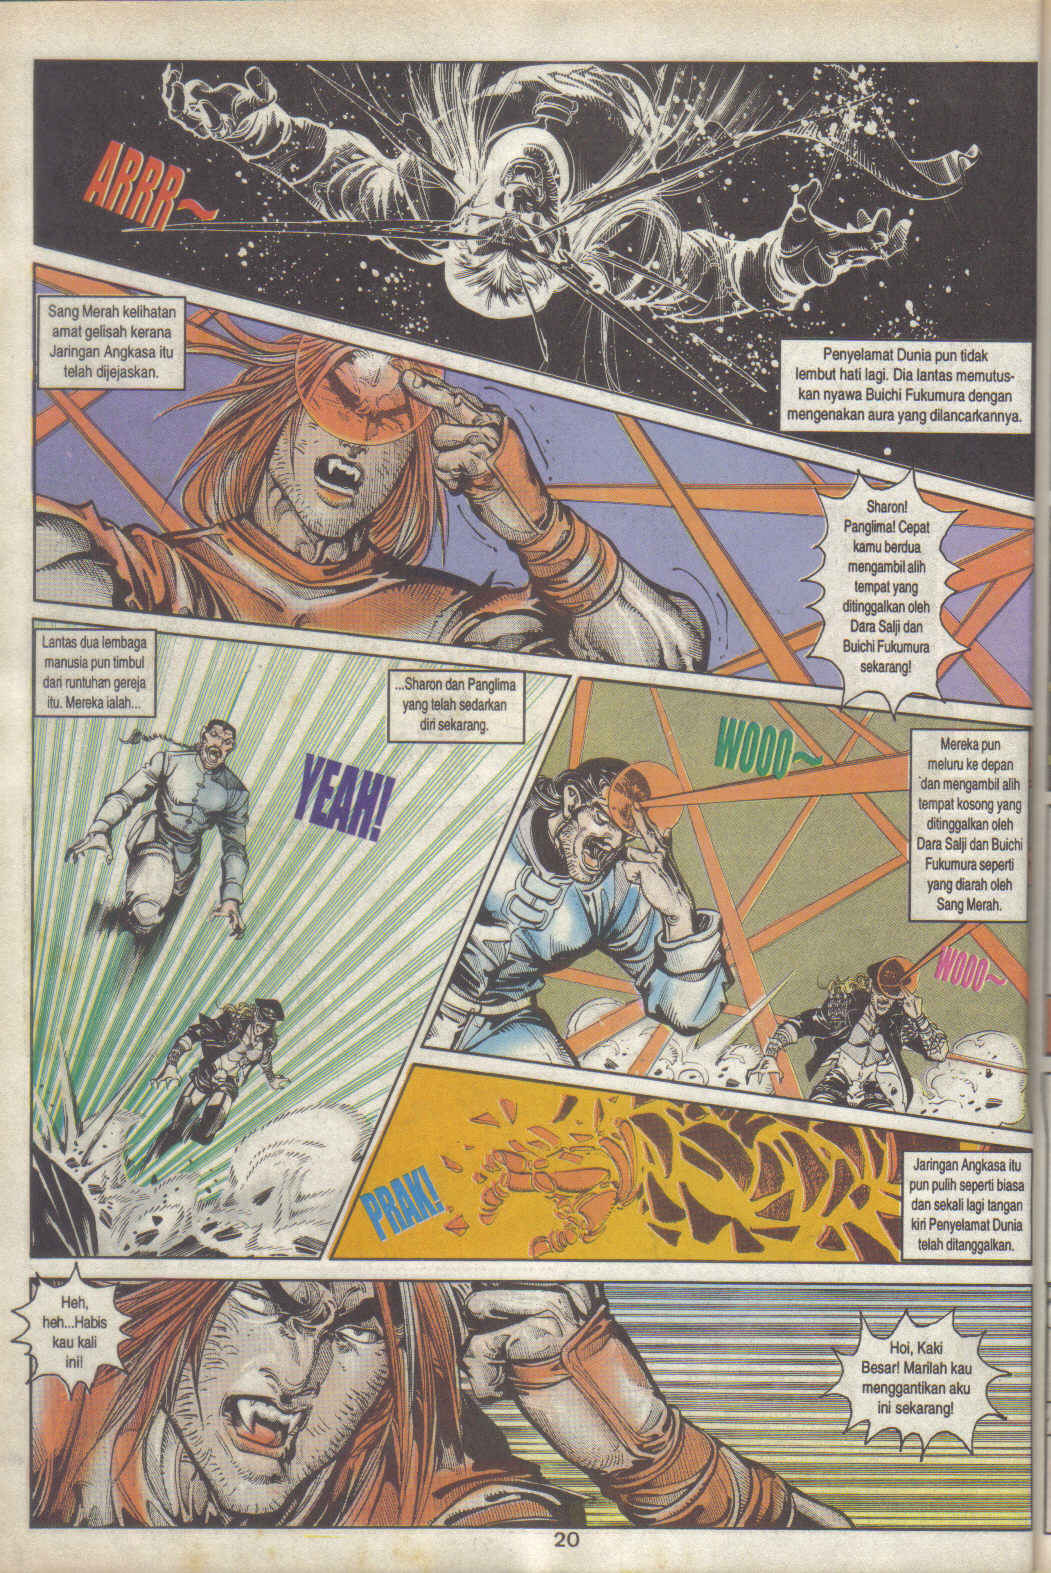 ARRR~
Penyelamat Dunia pun tidak
lembut hati lagi. Dia lantas memutus-
kan nyawa Buichi Fukumura dengan
mengenakan aura yang dilancarkannya.
Sang Merah kelihatan
amat gelisah kerana
Jaringan Angkasa itu
telah dijejaskan.
Sharon!
Panglima! Cepat
kamu berdua
mengambil alih
tempat yang
ditinggalkan oleh
Dara Salji dan
Buichi Fukumura
sekarang!
Lantas dua lembaga
manusia pun timbul
dari runtuhan gereja
itu. Mereka ialah...
...Sharon dan Panglima
yang telah sedarkan
diri sekarang.
YEAH!
WOOO~
Mereka pun
meluru ke depan
dan mengambil alih
tempat kosong yang
ditinggalkan oleh
Dara Salji dan Buichi
Fukumura seperti
yang diarah oleh
Sang Merah.
WOOO~
PRAK!
Jaringan Angkasa itu
pun pulih seperti biasa
dan sekali lagi tangan
kiri Penyelamat Dunia
telah ditanggalkan.
Heh,
heh...Habis
kau kali
ini!
Hoi, Kaki
Besar! Marilah kau
menggantikan aku
ini sekarang!
20